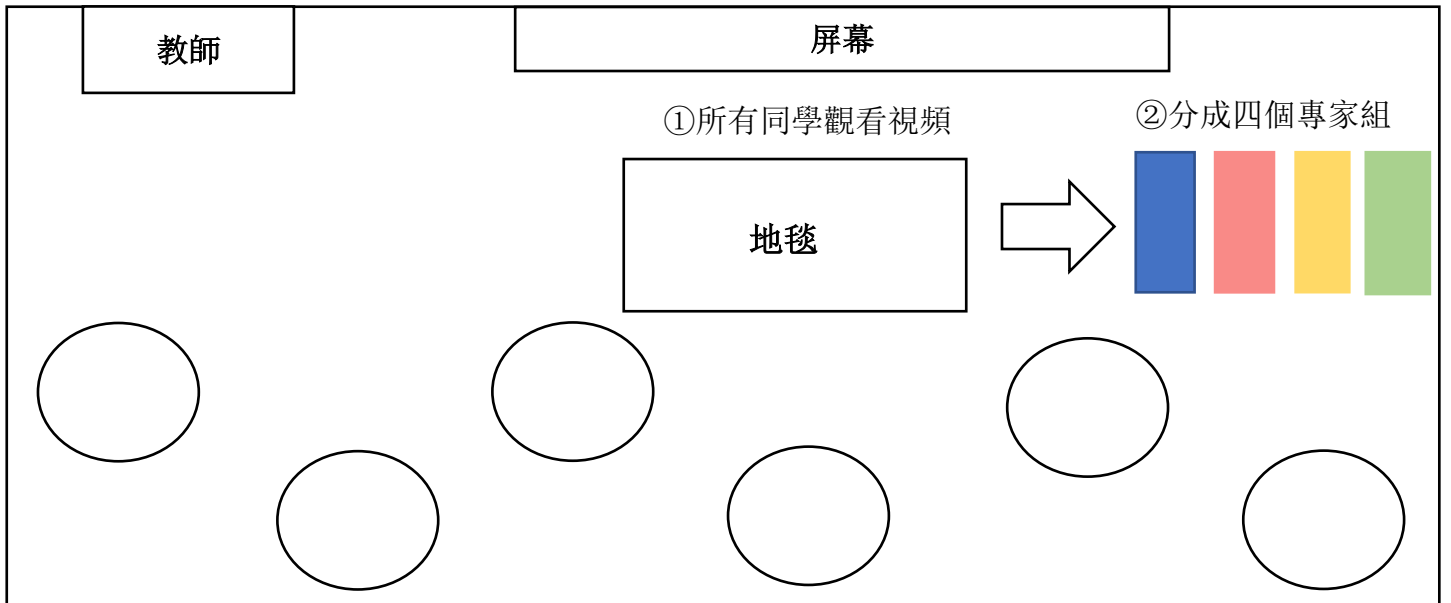 教師
屏幕
①所有同學觀看視頻
②分成四個專家組
地毯